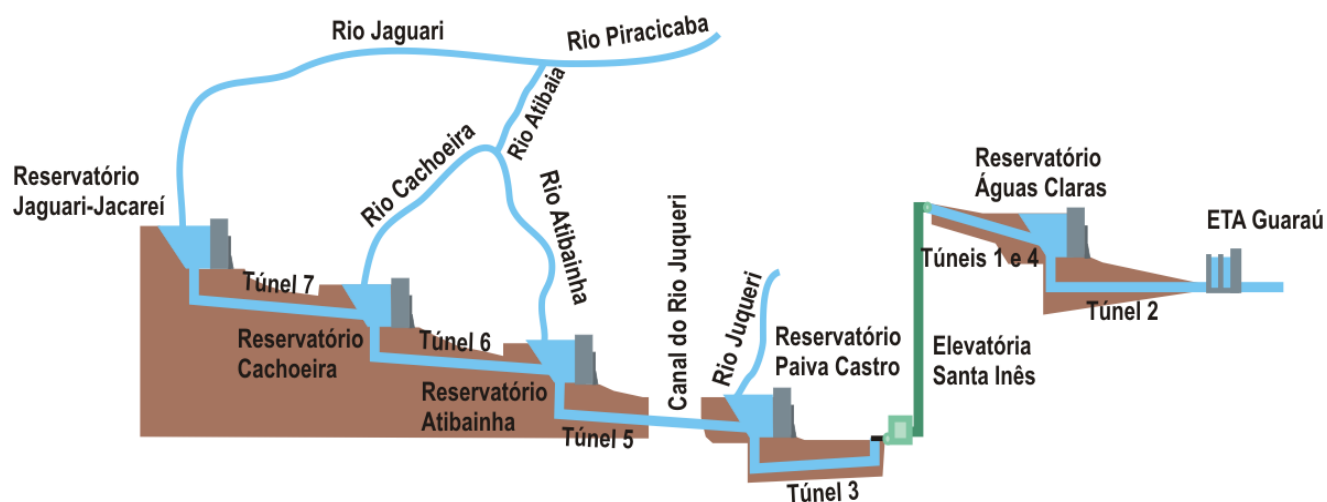 Rio Jaguari
Rio Piracicaba
Rio Atibaia
Rio Cachoeira
Rio Atibainha
Reservatório
Jaguari-Jacareí
Túnel 7
Reservatório
Cachoeira
Túnel 6
Reservatório
Atibainha
Túnel 5
Canal do Rio Juqueri
Rio Juqueri
Reservatório
Paiva Castro
Túnel 3
Elevatória
Santa Inês
Reservatório
Águas Claras
Túneis 1 e 4
Túnel 2
ETA Guaraú